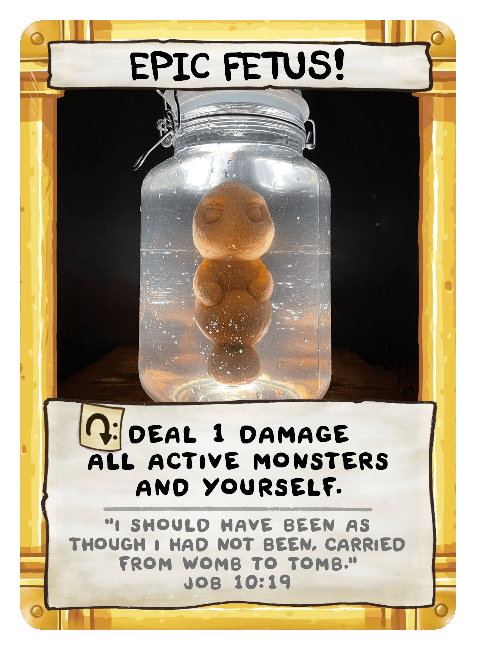 EPIC FETUS!
: DEAL 1 DAMAGE
ALL ACTIVE MONSTERS
AND YOURSELF.
"I SHOULD HAVE BEEN AS
THOUGH I HAD NOT BEEN, CARRIED
FROM WOMB TO TOMB."
JOB 10:19